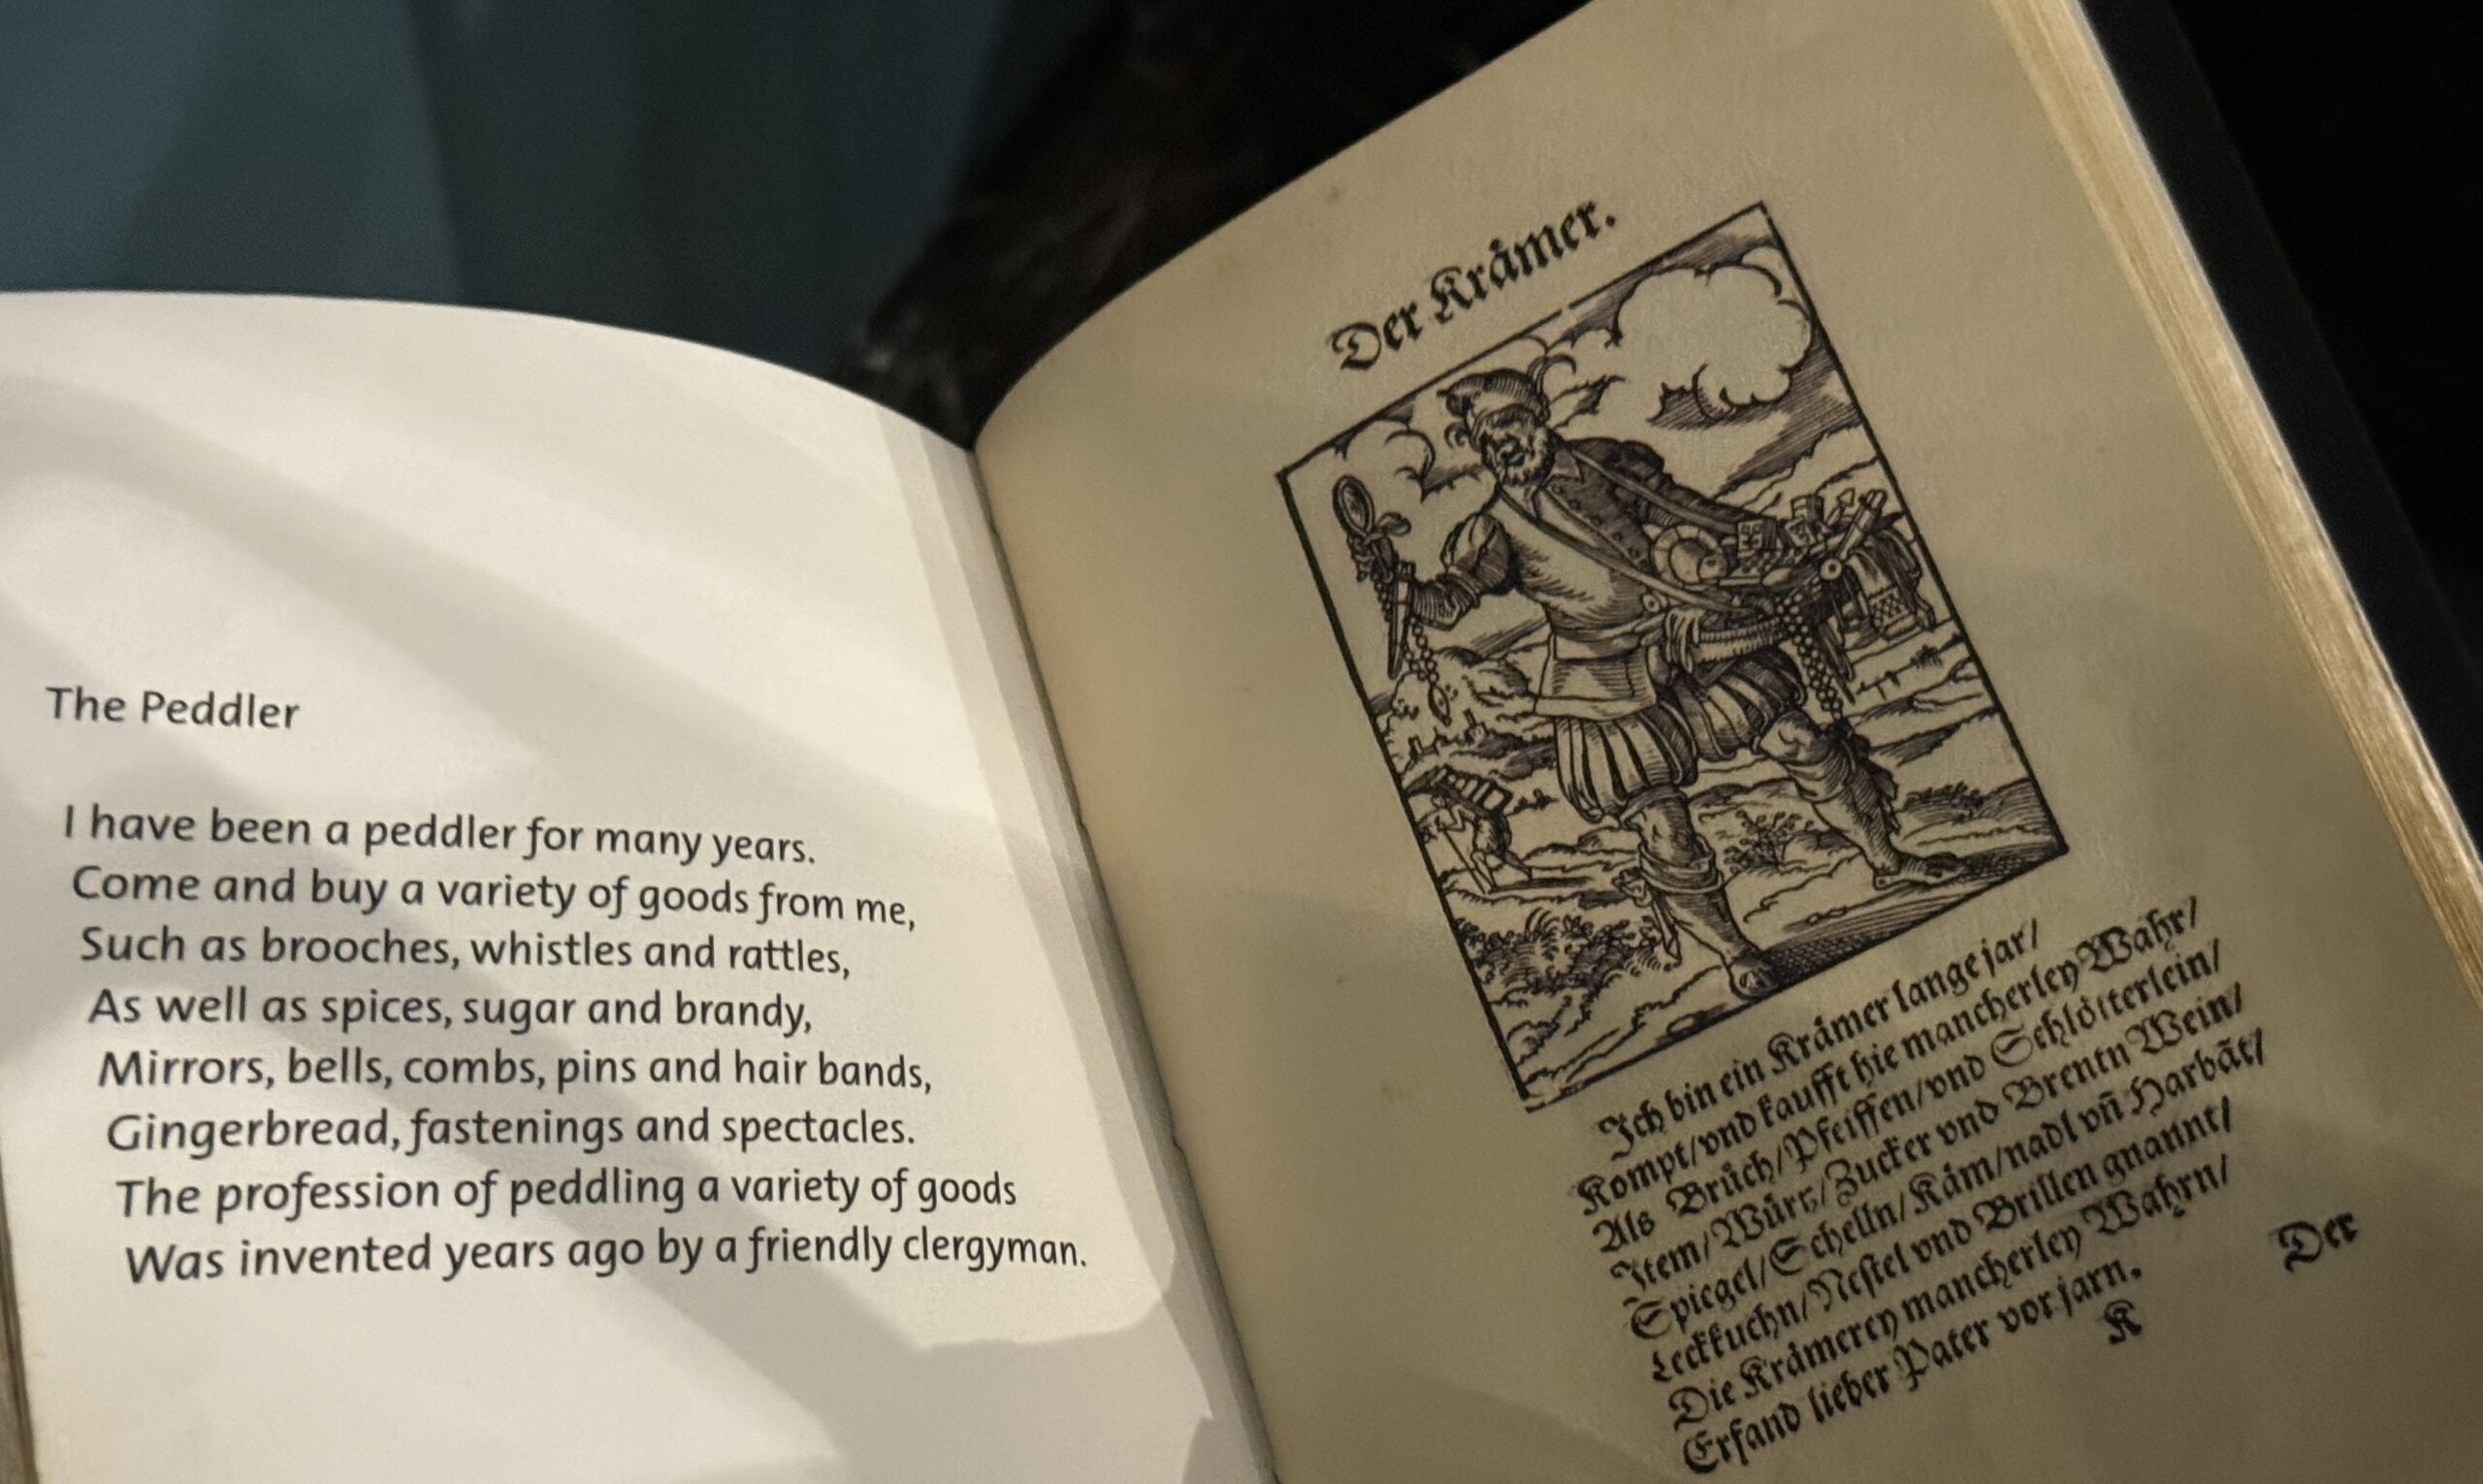 The Peddler
I have been a peddler for many years.
Come and buy a variety of goods from me,
Such as brooches, whistles and rattles,
As well as spices, sugar and brandy,
Mirrors, bells, combs, pins and hair bands,
Gingerbread, fastenings and spectacles.
The profession of peddling a variety of goods
Was invented years ago by a friendly clergyman.
Der Kråmer.
Ich bin ein Kråmer lange jar/
Kompt/vnd kaufft hie mancherley Wahr/
Als Brůch/Pfeiffen/vnd Schlötterlein/
Item/Würtz/Zucker vnd Brentn Wein/
Spiegel/Schelln/Kåm/nadl vñ Harbāt/
Leckkuchn/Neſtel vnd Brillen gnannt/
Die Kråmerey mancherley Wahrn/
Erfand lieber Pater vor jarn.
K
Der